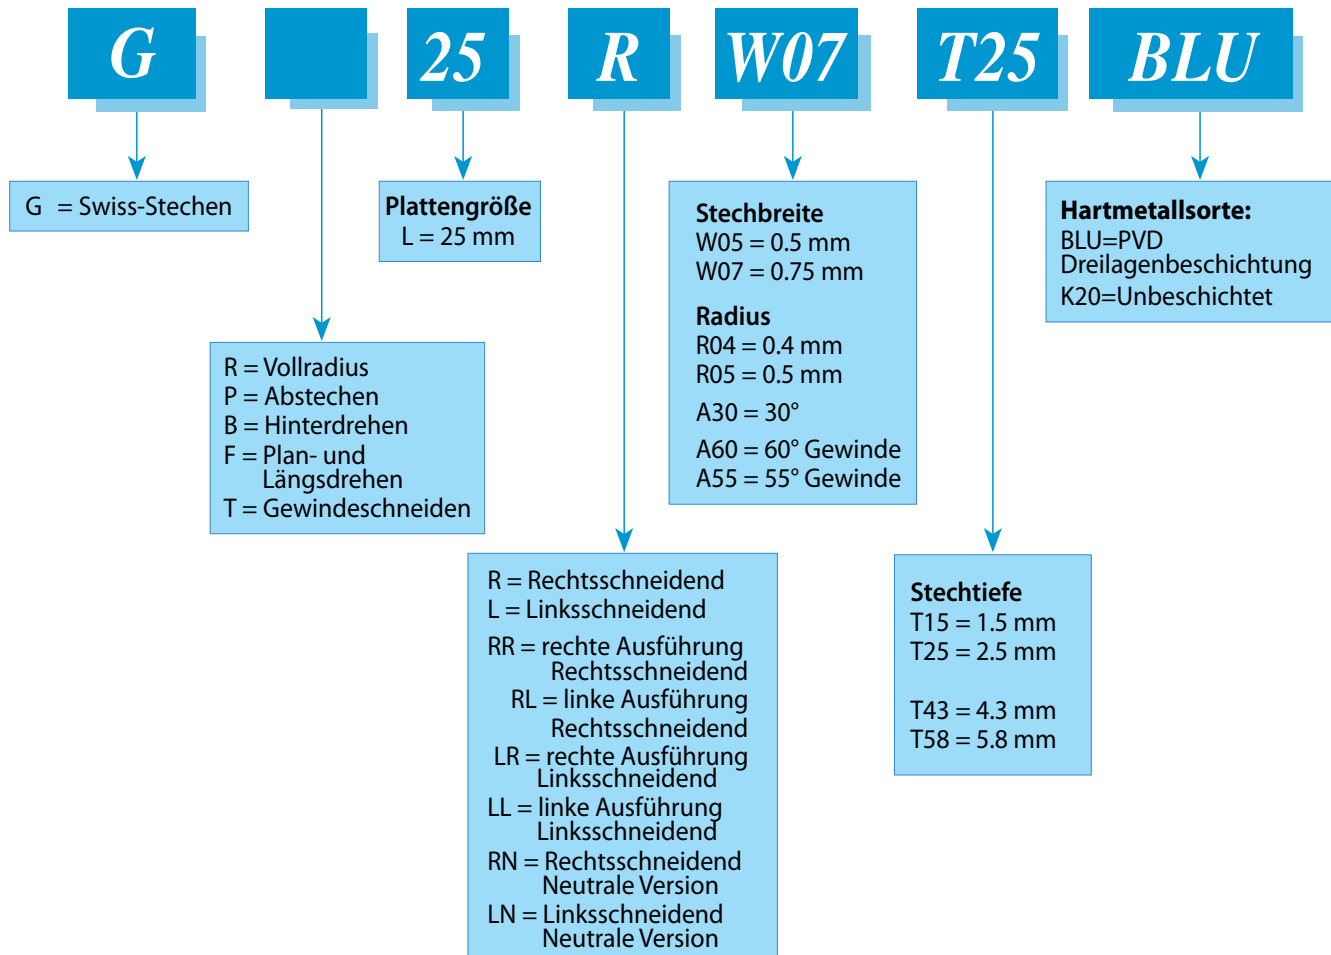 G 25 R W07 T25 BLU
G = Swiss-Stechen
R = Vollradius
P = Abstechen
B = Hinterdrehen
F = Plan- und
Längsdrehen
T = Gewindeschneiden
Plattengröße
L = 25 mm
R = Rechtsschneidend
L = Linksschneidend
RR = rechte Ausführung
Rechtsschneidend
RL = linke Ausführung
Rechtsschneidend
LR = rechte Ausführung
Linksschneidend
LL = linke Ausführung
Linksschneidend
RN = Rechtsschneidend
Neutrale Version
LN = Linksschneidend
Neutrale Version
Stechbreite
W05 = 0.5 mm
W07 = 0.75 mm
Radius
R04 = 0.4 mm
R05 = 0.5 mm
A30 = 30°
A60 = 60° Gewinde
A55 = 55° Gewinde
Stechtiefe
T15 = 1.5 mm
T25 = 2.5 mm
T43 = 4.3 mm
T58 = 5.8 mm
Hartmetallsorte:
BLU=PVD
Dreilagenbeschichtung
K20=Unbeschichtet